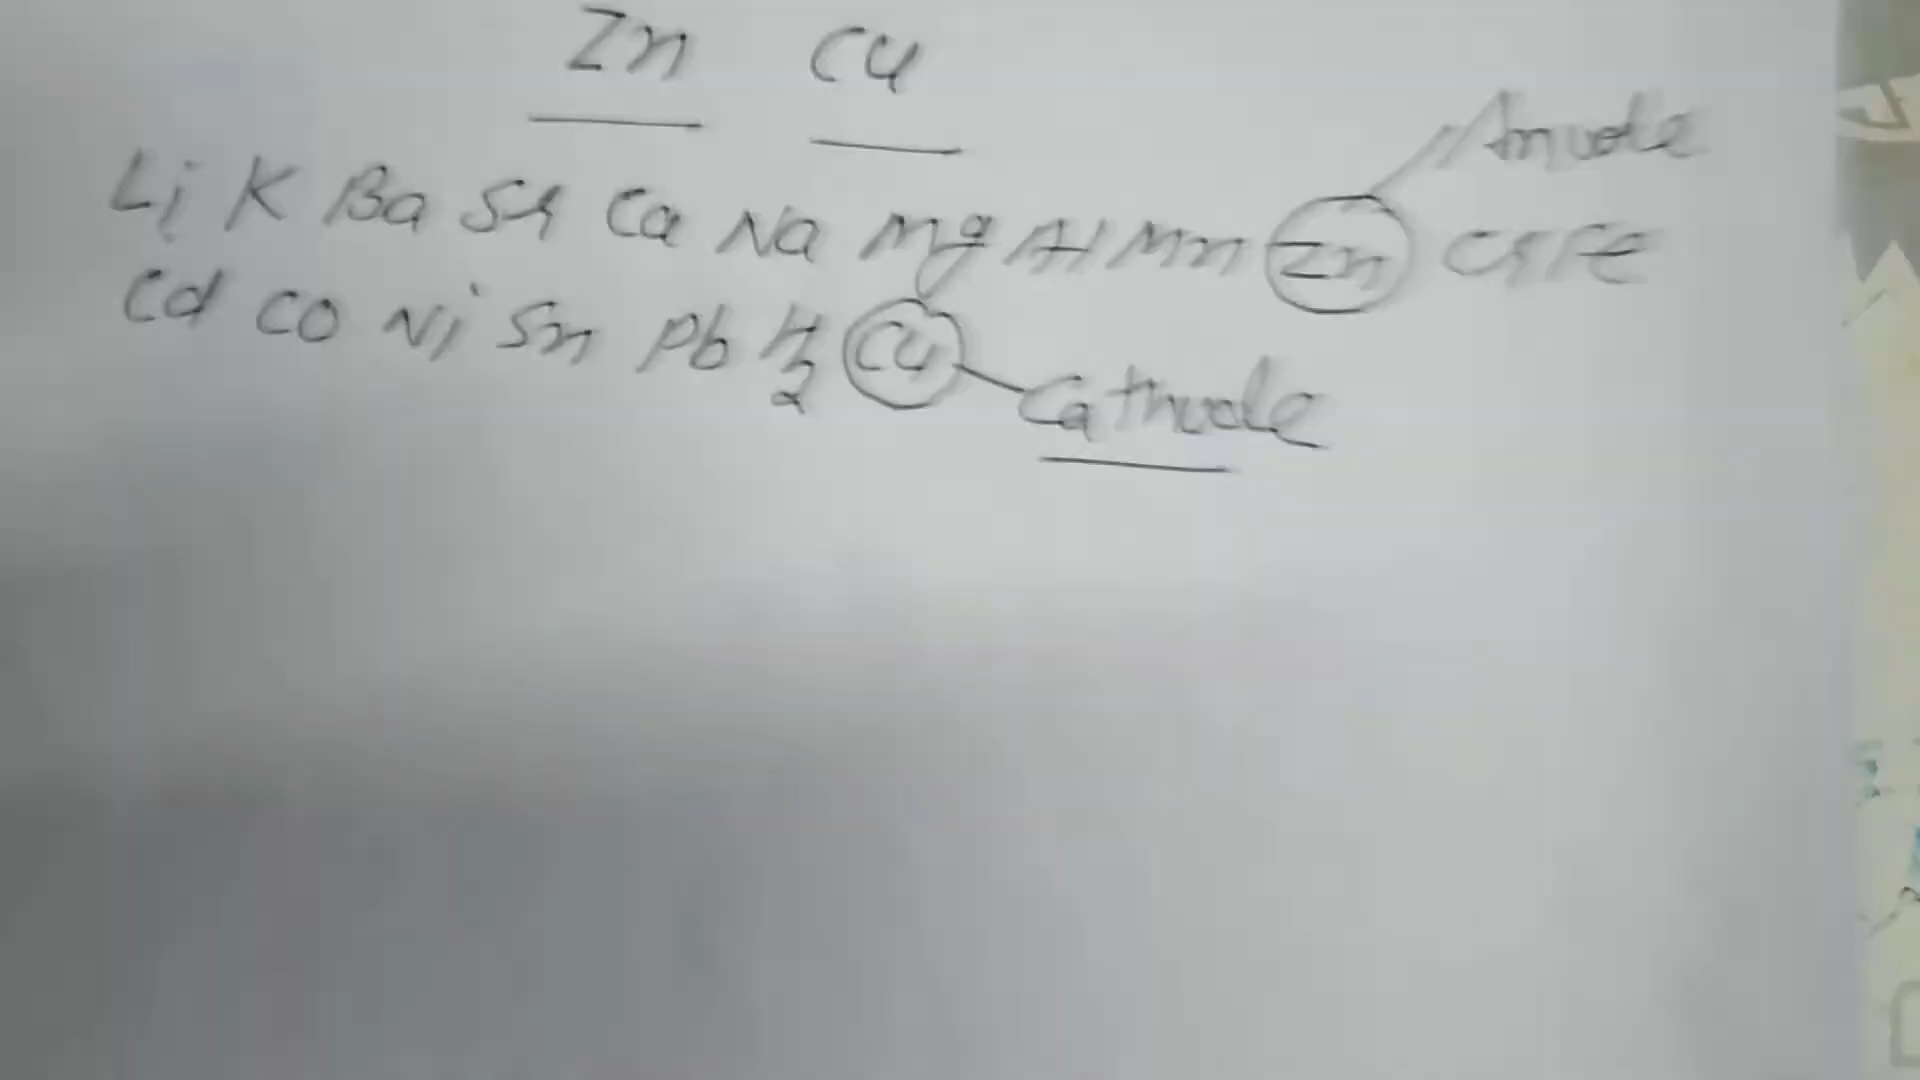 Zn Cu
Anode
Li K Ba Sr Ca Na Mg Al Mn Zn Cr Fe
Cd Co Ni Sn Pb H2 Cu
Cathode